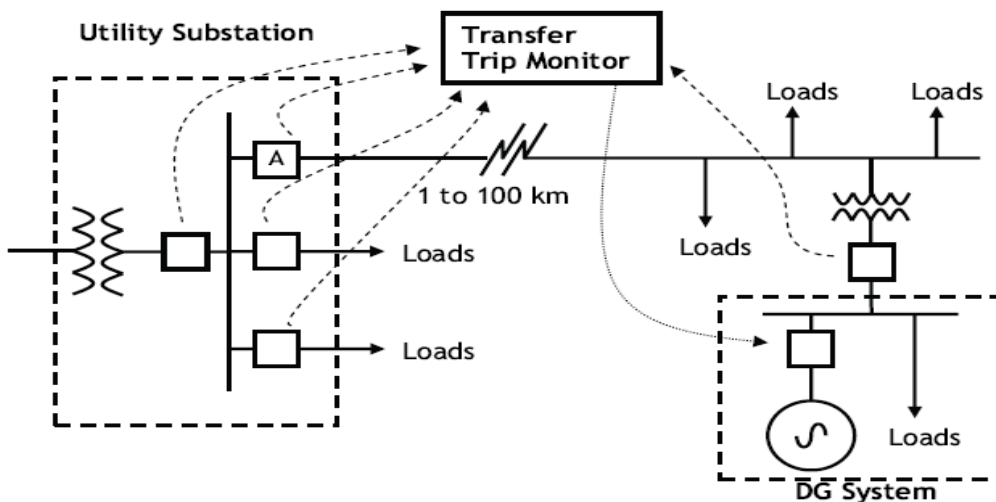 Utility Substation
Transfer
Trip Monitor
Loads
Loads
A
1 to 100 km
Loads
Loads
Loads
Loads
DG System